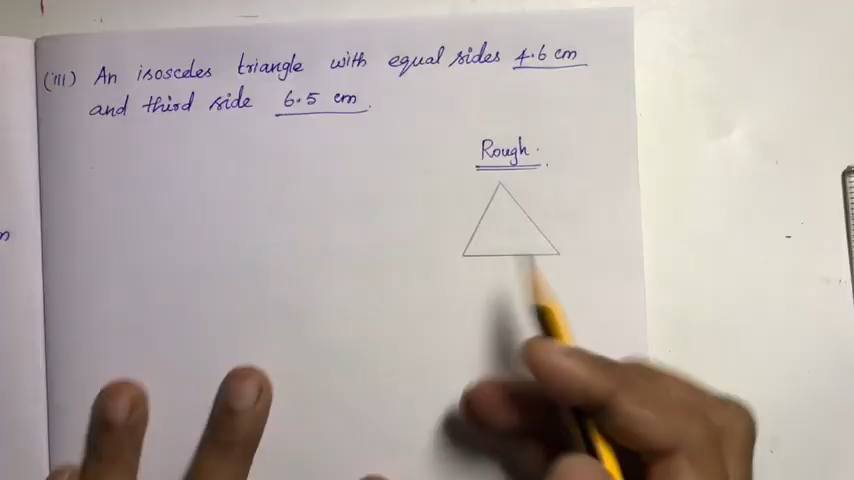 (iii) An isosceles triangle with equal sides 4.6 cm
and third side 6.5 cm.
Rough.